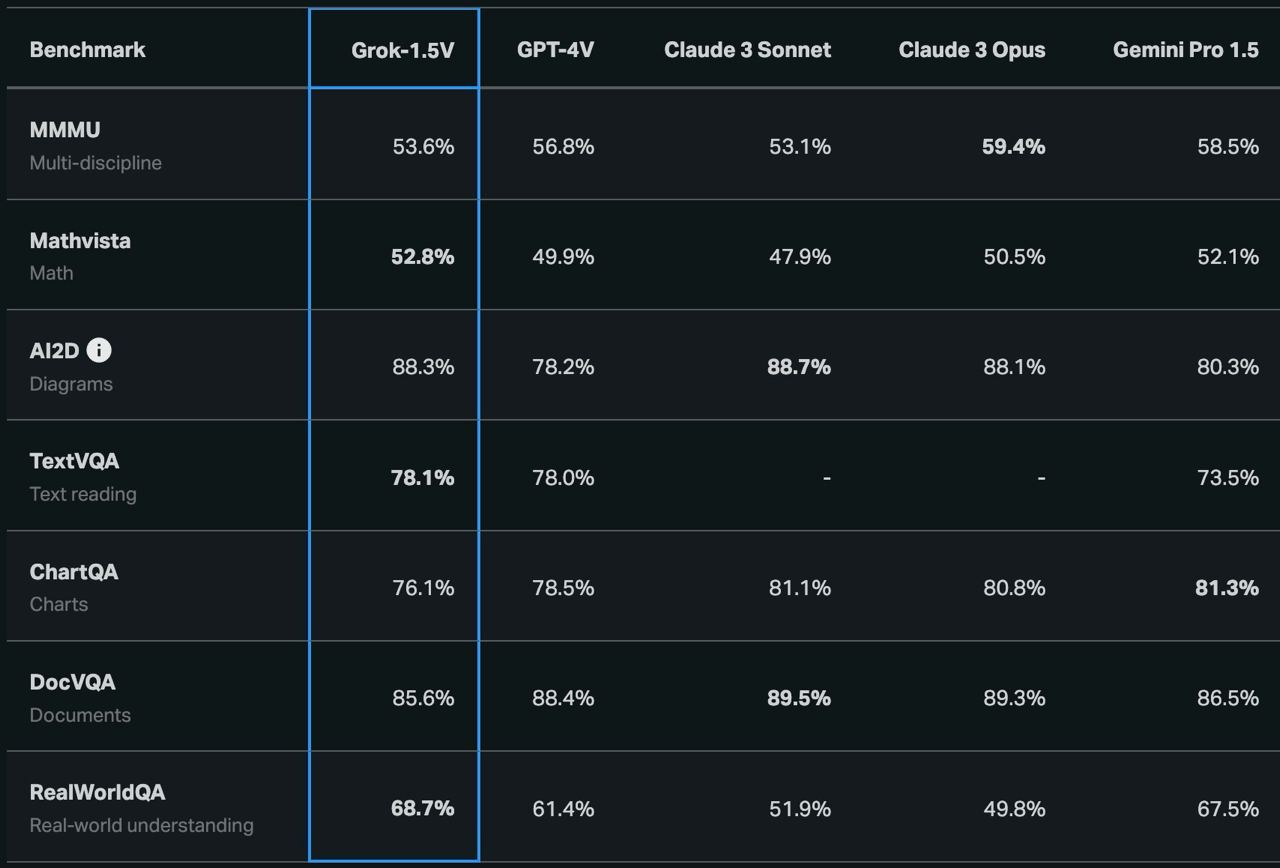 Benchmark Grok-1.5V GPT-4V Claude 3 Sonnet Claude 3 Opus Gemini Pro 1.5
MMMU
Multi-discipline
53.6% 56.8% 53.1% 59.4% 58.5%
Mathvista
Math
52.8% 49.9% 47.9% 50.5% 52.1%
AI2D i
Diagrams
88.3% 78.2% 88.7% 88.1% 80.3%
TextVQA
Text reading
78.1% 78.0% - - 73.5%
ChartQA
Charts
76.1% 78.5% 81.1% 80.8% 81.3%
DocVQA
Documents
85.6% 88.4% 89.5% 89.3% 86.5%
RealWorldQA
Real-world understanding
68.7% 61.4% 51.9% 49.8% 67.5%